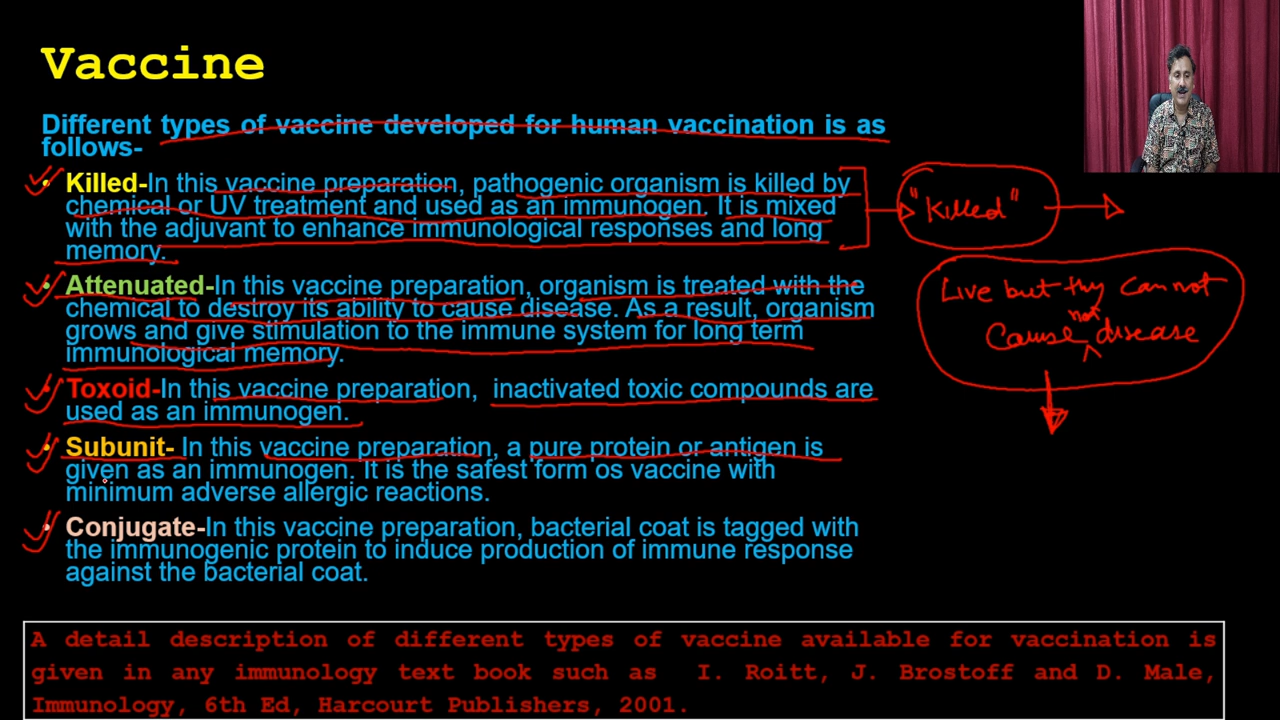 Vaccine
Different types of vaccine developed for human vaccination is as
follows-
• Killed-In this vaccine preparation, pathogenic organism is killed by
chemical or UV treatment and used as an immunogen. It is mixed
with the adjuvant to enhance immunological responses and long
memory.
"Killed"
• Attenuated-In this vaccine preparation, organism is treated with the
chemical to destroy its ability to cause disease. As a result, organism
grows and give stimulation to the immune system for long term
immunological memory.
Live but thy cannot
not
Cause disease
• Toxoid-In this vaccine preparation, inactivated toxic compounds are
used as an immunogen.
• Subunit- In this vaccine preparation, a pure protein or antigen is
given as an immunogen. It is the safest form os vaccine with
minimum adverse allergic reactions.
• Conjugate-In this vaccine preparation, bacterial coat is tagged with
the immunogenic protein to induce production of immune response
against the bacterial coat.
A detail description of different types of vaccine available for vaccination is
given in any immunology text book such as I. Roitt, J. Brostoff and D. Male,
Immunology, 6th Ed, Harcourt Publishers, 2001.